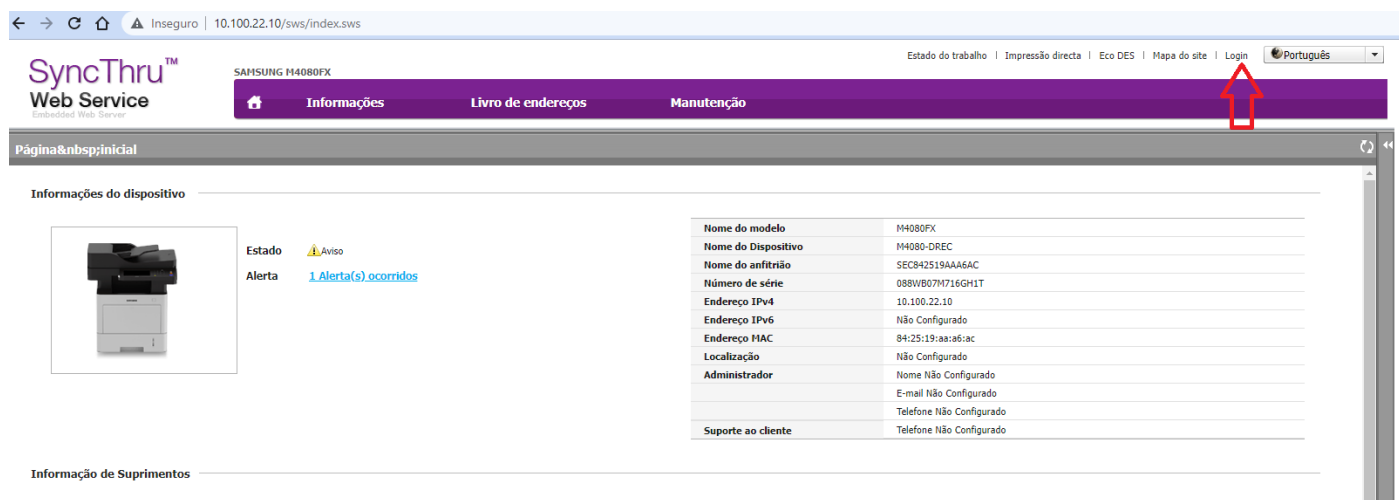 Inseguro | 10.100.22.10/sws/index.sws
Estado do trabalho | Impressão directa | Eco DES | Mapa do site | Login Português
SyncThru™
Web Service
Embedded Web Server
SAMSUNG M4080FX
Informações Livro de endereços Manutenção
Página&nbsp;inicial
Informações do dispositivo
Estado Aviso
Alerta 1 Alerta(s) ocorridos
Nome do modelo M4080FX
Nome do Dispositivo M4080-DREC
Nome do anfitrião SEC842519AAA6AC
Número de série 088WB07M716GH1T
Endereço IPv4 10.100.22.10
Endereço IPv6 Não Configurado
Endereço MAC 84:25:19:aa:a6:ac
Localização Não Configurado
Administrador Nome Não Configurado
E-mail Não Configurado
Telefone Não Configurado
Suporte ao cliente Telefone Não Configurado
Informação de Suprimentos